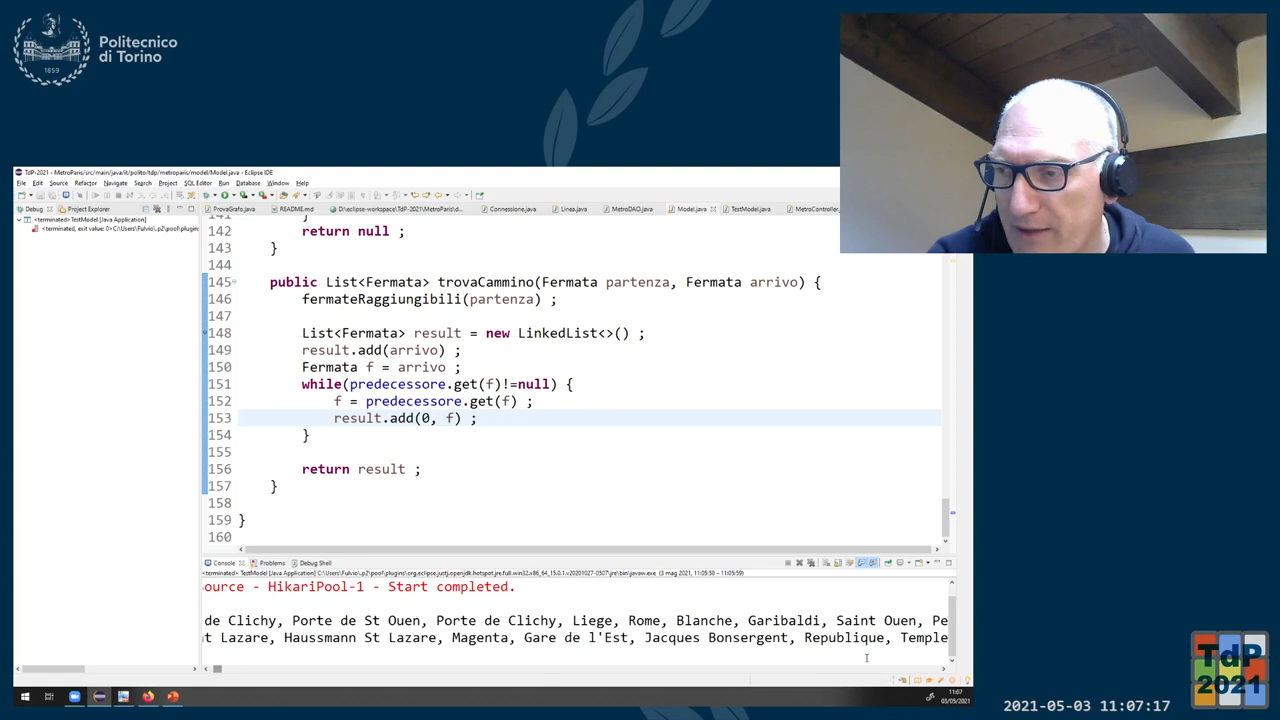 Politecnico
di Torino
1859
TdP-2021 - MetroParis/src/main/java/it/polito/tdp/metroparis/model/Model.java - Eclipse IDE
File Edit Source Refactor Navigate Search Project SQL Editor Run Database Window Help
Debug Project Explorer
ProvaGrafo.java README.md D:\eclipse-workspace\TdP-2021\MetroParis\d... Connessione.java Linea.java MetroDAO.java Model.java TestModel.java MetroController_
<terminated> TestModel [Java Application]
<terminated, exit value: 0> C:\Users\Fulvio\.p2\pool\plugins
141 }
142 return null ;
143 }
144
145 public List<Fermata> trovaCammino(Fermata partenza, Fermata arrivo) {
146 fermateRaggiungibili(partenza) ;
147
148 List<Fermata> result = new LinkedList<>() ;
149 result.add(arrivo) ;
150 Fermata f = arrivo ;
151 while(predecessore.get(f)!=null) {
152 f = predecessore.get(f) ;
153 result.add(0, f) ;
154 }
155
156 return result ;
157 }
158
159 }
160
Console Problems Debug Shell
<terminated> TestModel [Java Application] C:\Users\Fulvio\.p2\pool\plugins\org.eclipse.justj.openjdk.hotspot.jre.full.win32.x86_64_15.0.1.v20201027-0507\jre\bin\javaw.exe (3 mag 2021, 11:05:58 – 11:05:59)
ource - HikariPool-1 - Start completed.
de Clichy, Porte de St Ouen, Porte de Clichy, Liege, Rome, Blanche, Garibaldi, Saint Ouen, Pe
t Lazare, Haussmann St Lazare, Magenta, Gare de l'Est, Jacques Bonsergent, Republique, Temple
11:07
03/05/2021
TdP
2021
2021-05-03 11:07:17